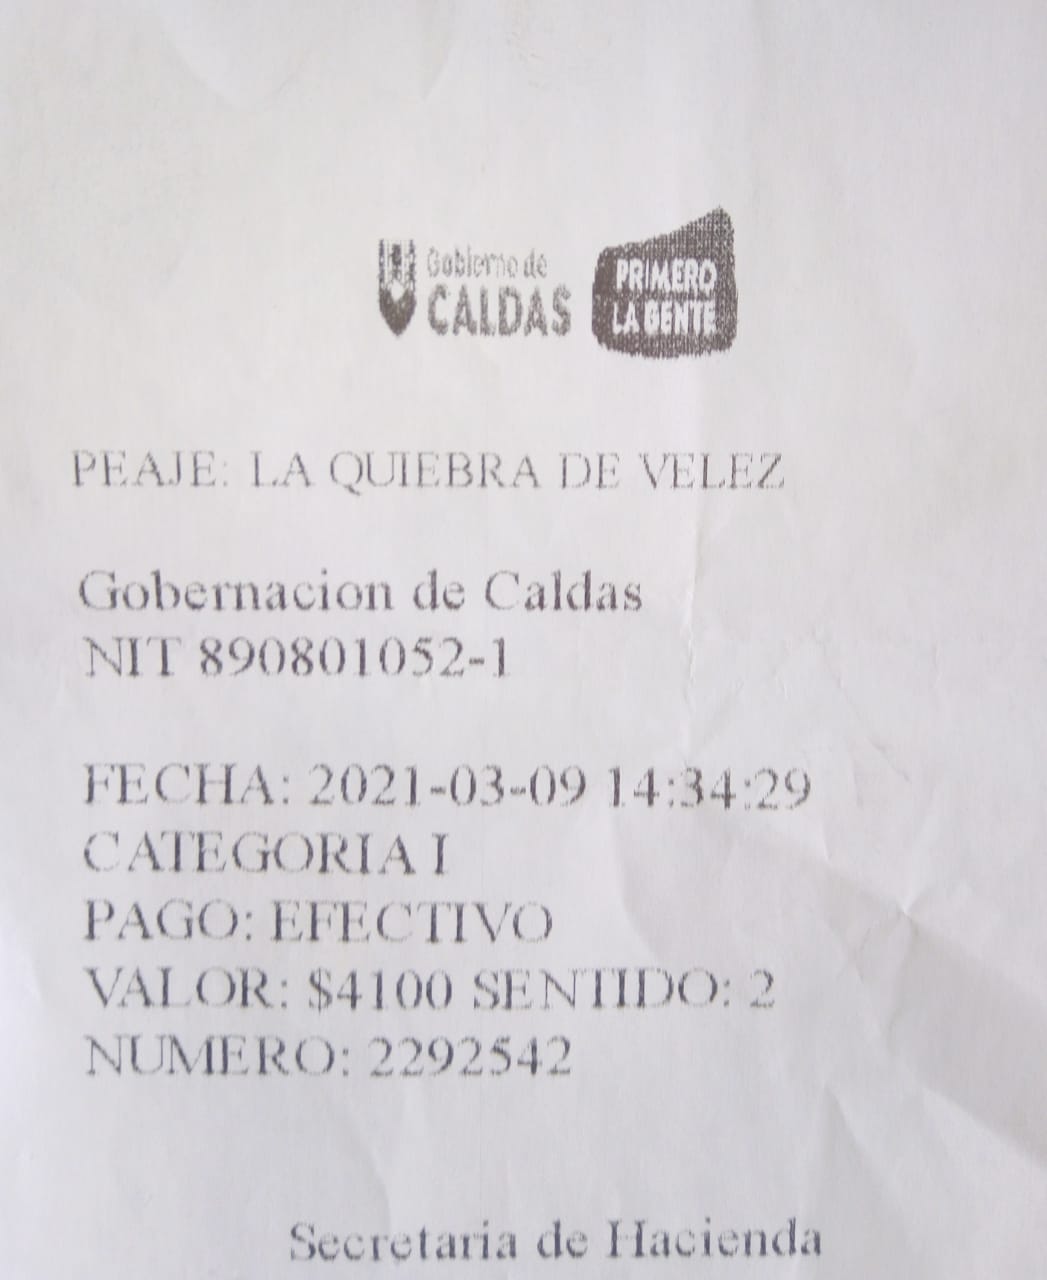 Gobierno de
CALDAS
PRIMERO
LA GENTE
PEAJE: LA QUIEBRA DE VELEZ
Gobernacion de Caldas
NIT 890801052-1
FECHA: 2021-03-09 14:34:29
CATEGORIA I
PAGO: EFECTIVO
VALOR: $4100 SENTIDO: 2
NUMERO: 2292542
Secretaria de Hacienda